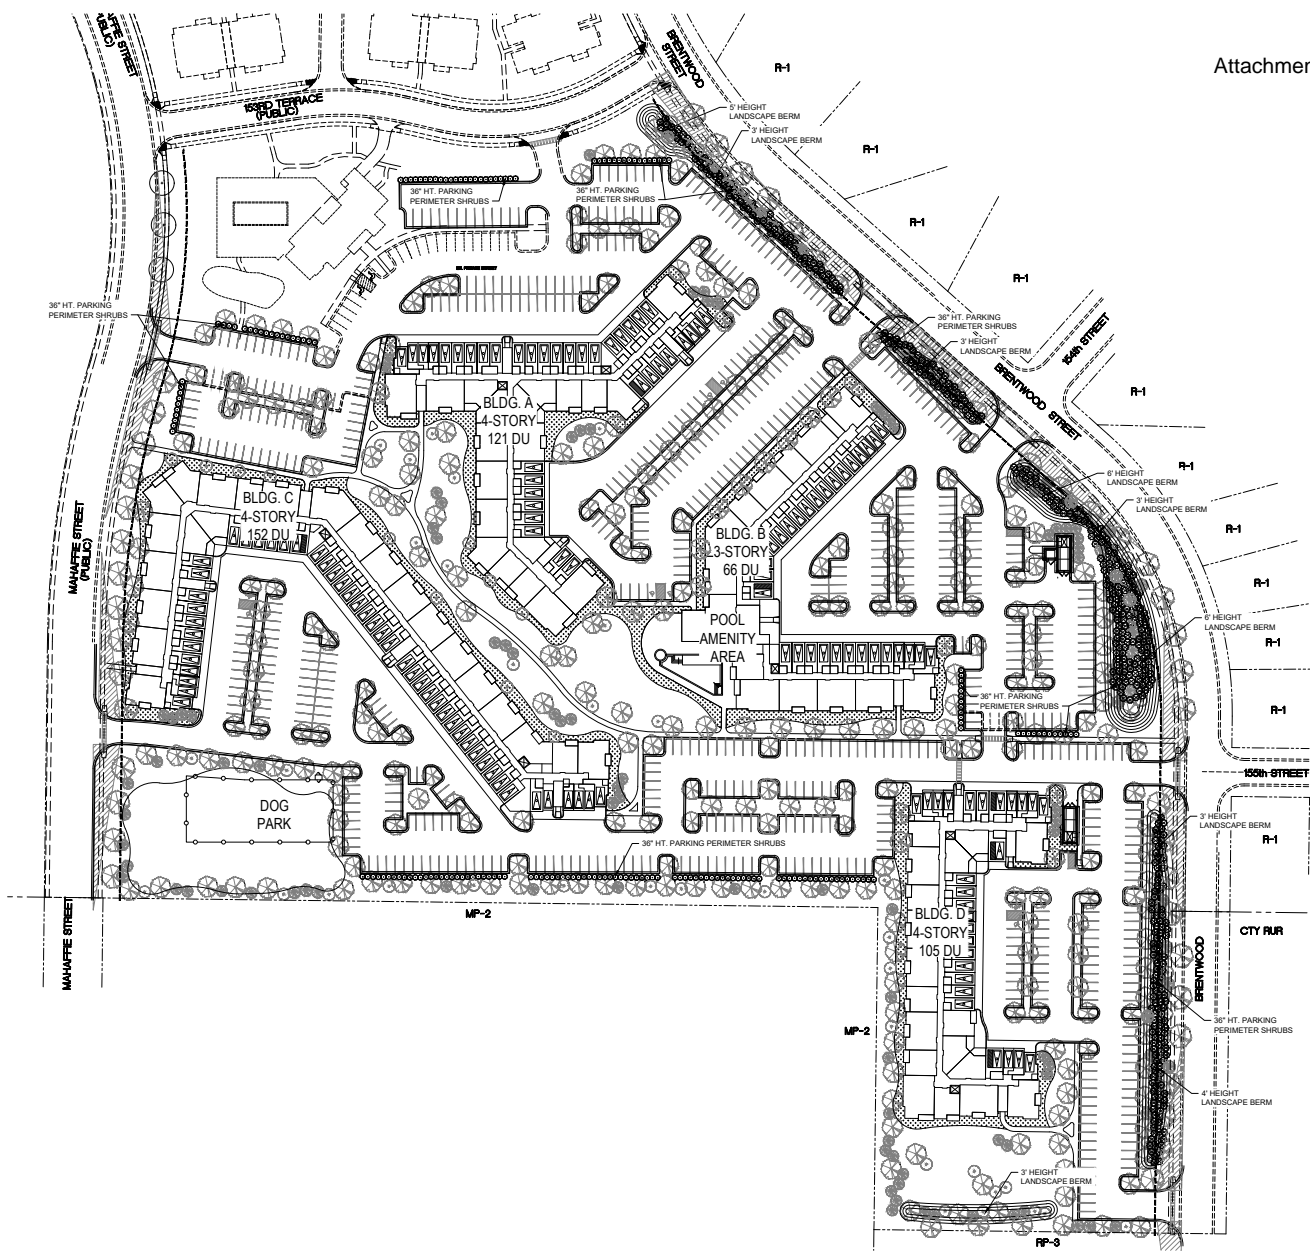 Attachmen
MAHAFFIE STREET
(PUBLIC)
BRENTWOOD
STREET
R-1
153RD TERRACE
(PUBLIC)
5' HEIGHT
LANDSCAPE BERM
3' HEIGHT
LANDSCAPE BERM
R-1
36" HT. PARKING
PERIMETER SHRUBS
36" HT. PARKING
PERIMETER SHRUBS
R-1
R-1
36" HT. PARKING
PERIMETER SHRUBS
36" HT. PARKING
PERIMETER SHRUBS
3' HEIGHT
LANDSCAPE BERM
154th STREET
BRENTWOOD STREET
R-1
BLDG. A
4-STORY
121 DU
BLDG. C
4-STORY
152 DU
BLDG. B
3-STORY
66 DU
6' HEIGHT
LANDSCAPE BERM
R-1
3' HEIGHT
LANDSCAPE BERM
R-1
MAHAFFIE STREET
(PUBLIC)
R-1
POOL
AMENITY
AREA
6' HEIGHT
LANDSCAPE BERM
R-1
36" HT. PARKING
PERIMETER SHRUBS
R-1
155th STREET
DOG
PARK
3' HEIGHT
LANDSCAPE BERM
R-1
36" HT. PARKING PERIMETER SHRUBS
MP-2
BLDG. D
4-STORY
105 DU
CTY RUR
MAHAFFIE STREET
BRENTWOOD
MP-2
36" HT. PARKING
PERIMETER SHRUBS
4' HEIGHT
LANDSCAPE BERM
3' HEIGHT
LANDSCAPE BERM
RP-3